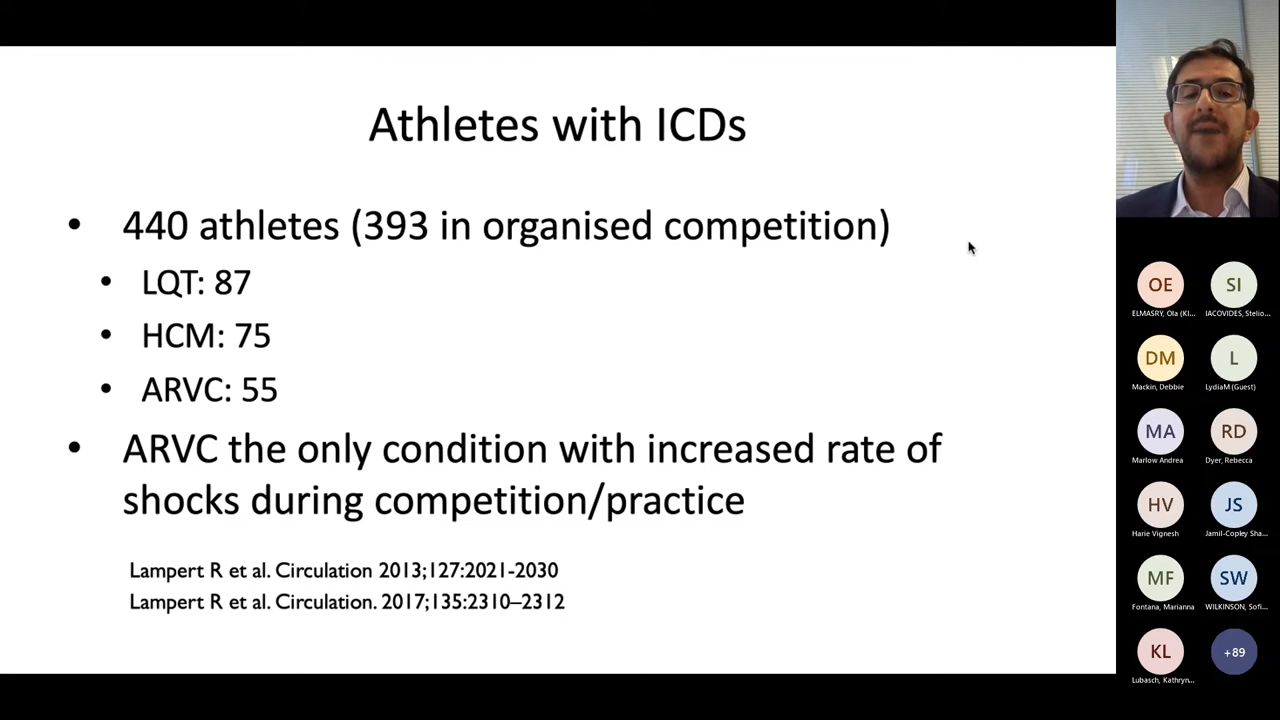 Athletes with ICDs
• 440 athletes (393 in organised competition)
• LQT: 87
• HCM: 75
• ARVC: 55
• ARVC the only condition with increased rate of
shocks during competition/practice
Lampert R et al. Circulation 2013;127:2021-2030
Lampert R et al. Circulation. 2017;135:2310–2312
OE
SI
ELMASRY, Ola (KI...
IACOVIDES, Stelio...
DM
L
Mackin, Debbie
LydiaM (Guest)
MA
RD
Marlow Andrea
Dyer, Rebecca
HV
JS
Harie Vignesh
Jamil-Copley Sha...
MF
SW
Fontana, Marianna
WILKINSON, Sofi...
KL
+89
Lubasch, Kathryn...